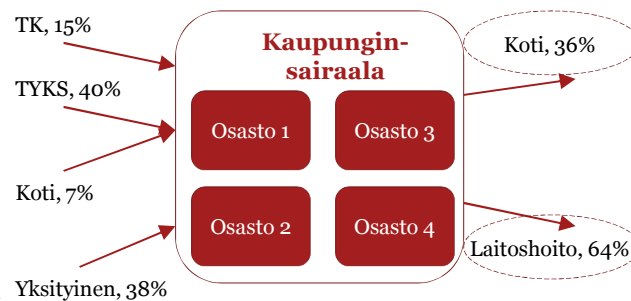 TK, 15%
TYKS, 40%
Koti, 7%
Yksityinen, 38%
Kaupungin-
sairaala
Osasto 1
Osasto 3
Osasto 2
Osasto 4
Koti, 36%
Laitoshoito, 64%